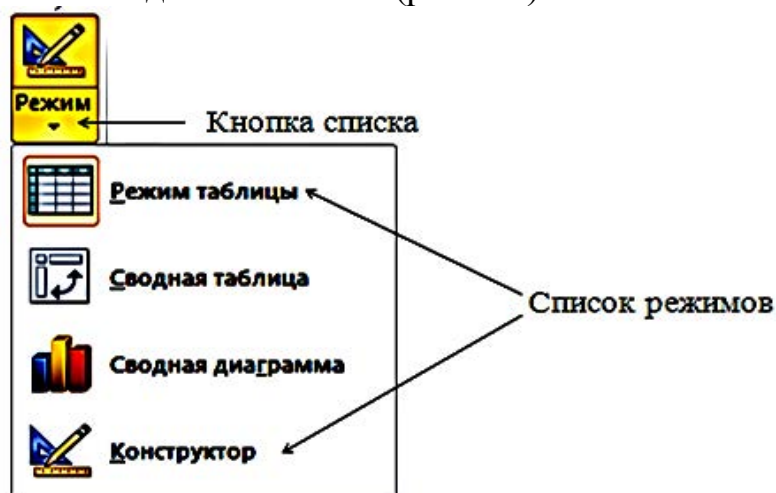 Режим
Кнопка списка
Режим таблицы
Сводная таблица
Список режимов
Сводная диаграмма
Конструктор